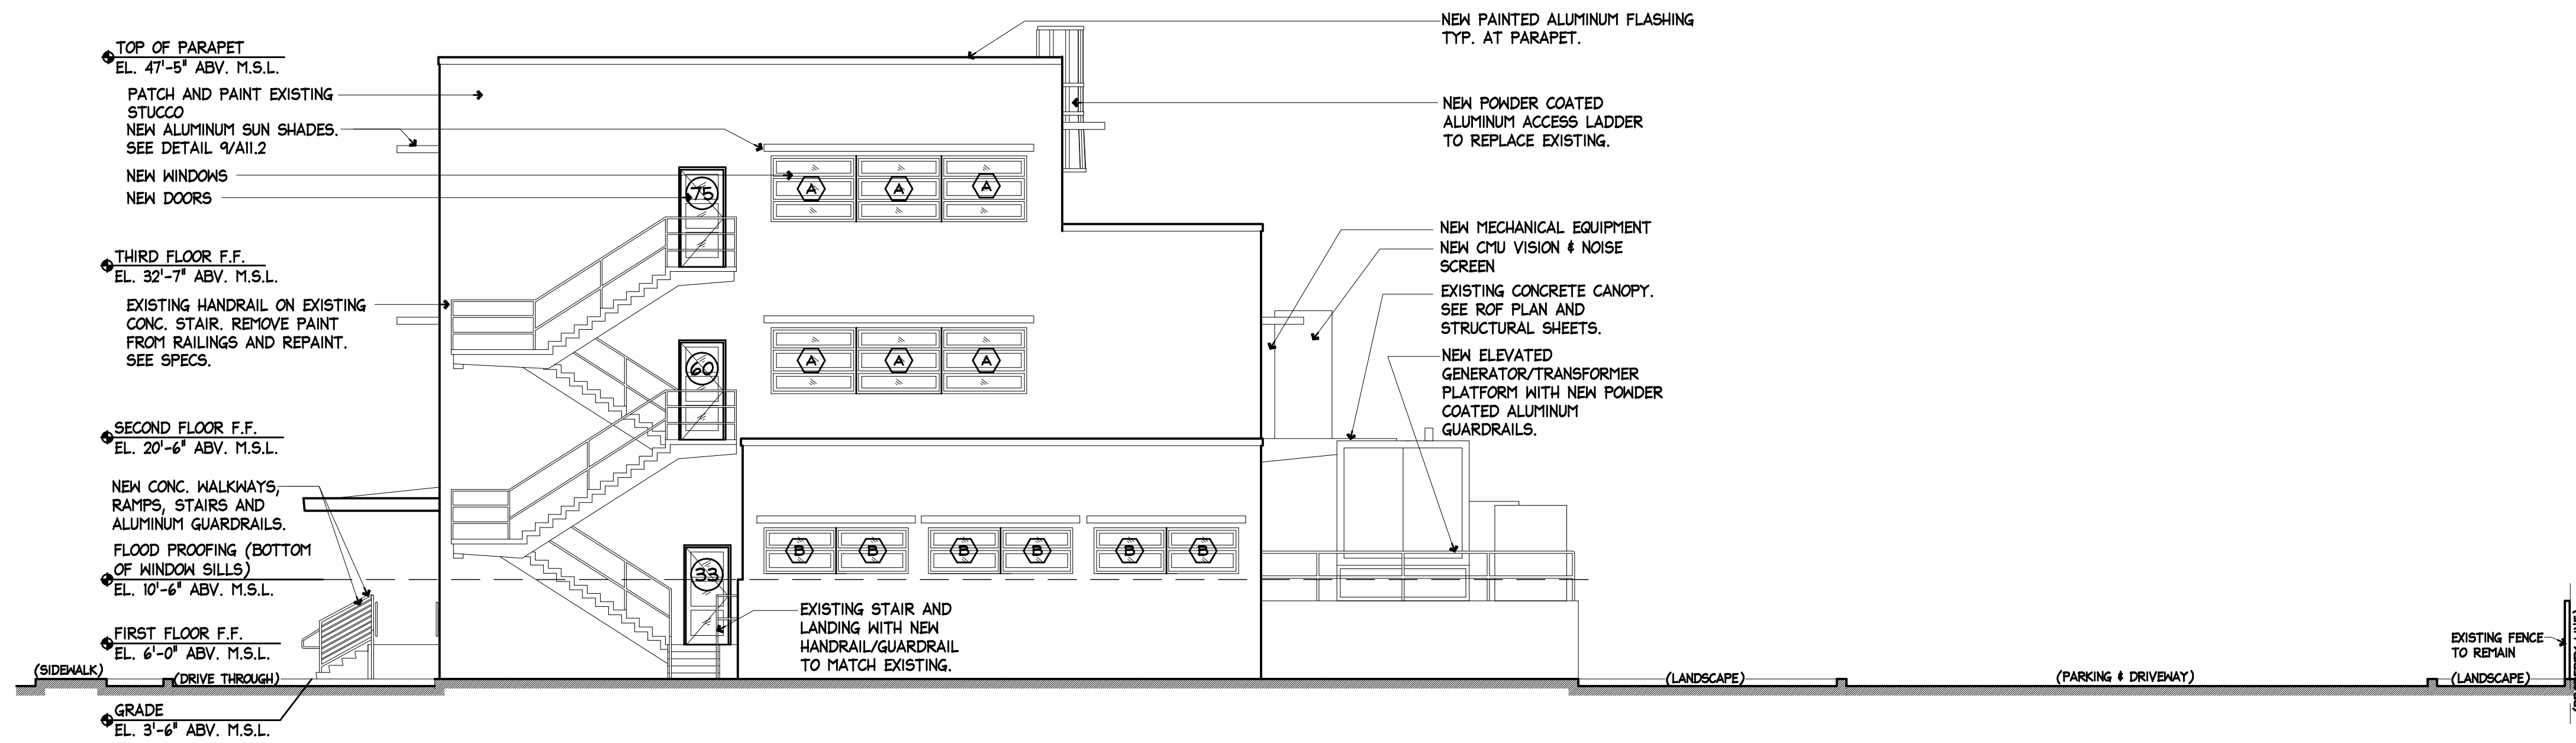 TOP OF PARAPET
EL. 47'-5" ABV. M.S.L.
PATCH AND PAINT EXISTING
STUCCO
NEW ALUMINUM SUN SHADES.
SEE DETAIL 9/A11.2
NEW WINDOWS
NEW DOORS
THIRD FLOOR F.F.
EL. 32'-7" ABV. M.S.L.
EXISTING HANDRAIL ON EXISTING
CONC. STAIR. REMOVE PAINT
FROM RAILINGS AND REPAINT.
SEE SPECS.
SECOND FLOOR F.F.
EL. 20'-6" ABV. M.S.L.
NEW CONC. WALKWAYS,
RAMPS, STAIRS AND
ALUMINUM GUARDRAILS.
FLOOD PROOFING (BOTTOM
OF WINDOW SILLS)
EL. 10'-6" ABV. M.S.L.
FIRST FLOOR F.F.
EL. 6'-0" ABV. M.S.L.
(SIDEWALK)
(DRIVE THROUGH)
GRADE
EL. 3'-6" ABV. M.S.L.
75
A A A
60
A A A
33
B B B B B B
EXISTING STAIR AND
LANDING WITH NEW
HANDRAIL/GUARDRAIL
TO MATCH EXISTING.
NEW PAINTED ALUMINUM FLASHING
TYP. AT PARAPET.
NEW POWDER COATED
ALUMINUM ACCESS LADDER
TO REPLACE EXISTING.
NEW MECHANICAL EQUIPMENT
NEW CMU VISION & NOISE
SCREEN
EXISTING CONCRETE CANOPY.
SEE ROF PLAN AND
STRUCTURAL SHEETS.
NEW ELEVATED
GENERATOR/TRANSFORMER
PLATFORM WITH NEW POWDER
COATED ALUMINUM
GUARDRAILS.
(LANDSCAPE)
(PARKING & DRIVEWAY)
EXISTING FENCE
TO REMAIN
(LANDSCAPE)